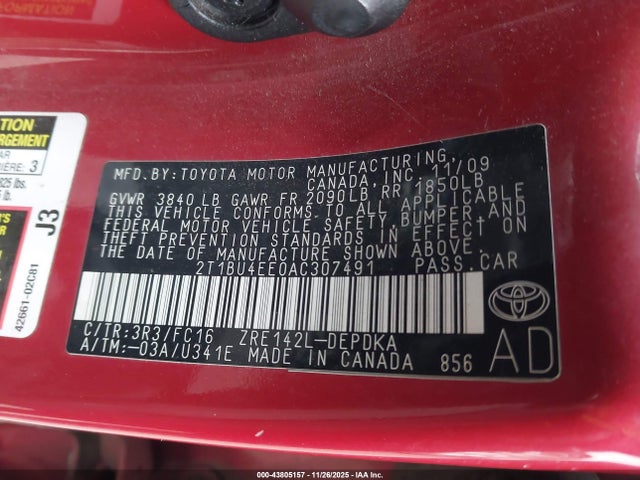 MFD.BY:TOYOTA MOTOR MANUFACTURING,
CANADA,INC. 11/09
GVWR 3840 LB GAWR FR 2090LB RR 1850LB
THIS VEHICLE CONFORMS TO ALL APPLICABLE
FEDERAL MOTOR VEHICLE SAFETY, BUMPER, AND
THEFT PREVENTION STANDARDS IN EFFECT ON
THE DATE OF MANUFACTURE SHOWN ABOVE.
2T1BU4EE0AC307491 PASS.CAR
C/TR:3R3/FC16 ZRE142L-DEPDKA
A/TM:-03A/U341E MADE IN CANADA 856
TOYOTA
AD
J3
42661-02C81
3
000-43805157 - 11/26/2025 - IAA Inc.